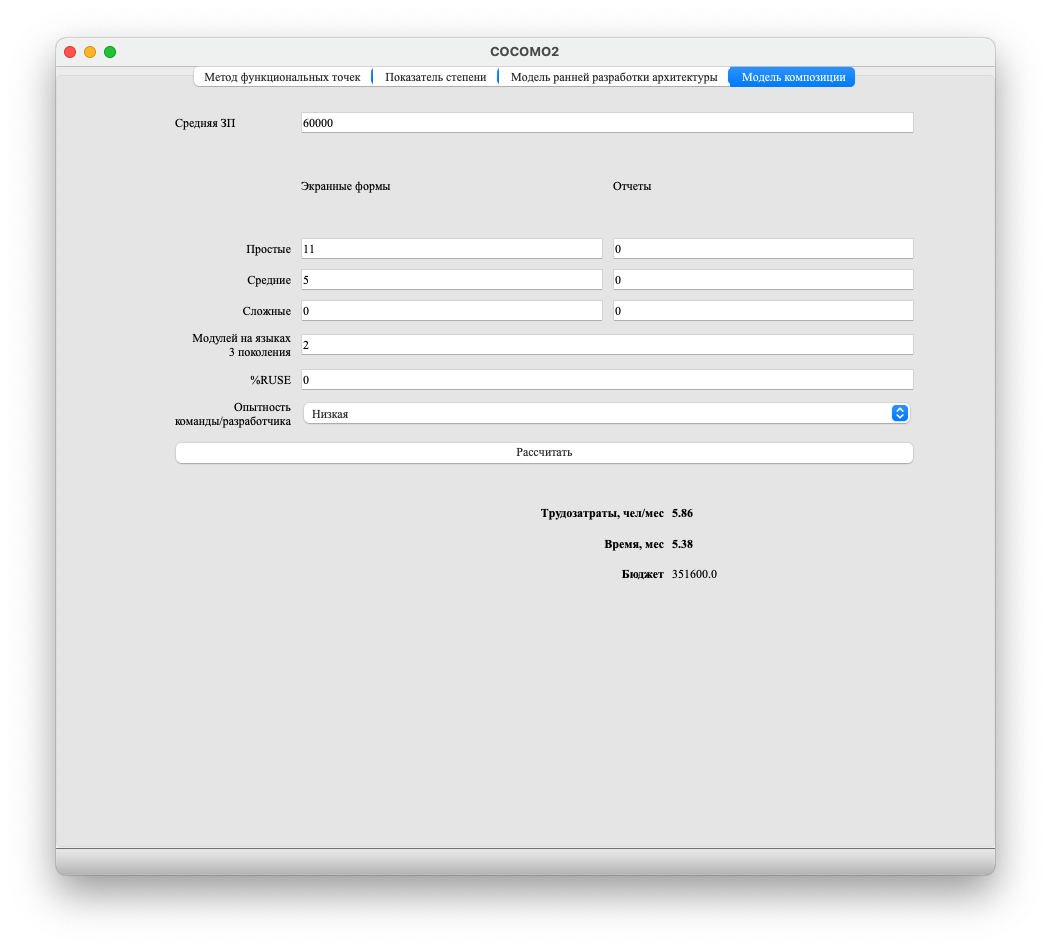 COCOMO2
Метод функциональных точек Показатель степени Модель ранней разработки архитектуры Модель композиции
Средняя ЗП 60000
Экранные формы Отчеты
Простые 11 0
Средние 5 0
Сложные 0 0
Модулей на языках
3 поколения 2
%RUSE 0
Опытность
команды/разработчика Низкая
Рассчитать
Трудозатраты, чел/мес 5.86
Время, мес 5.38
Бюджет 351600.0